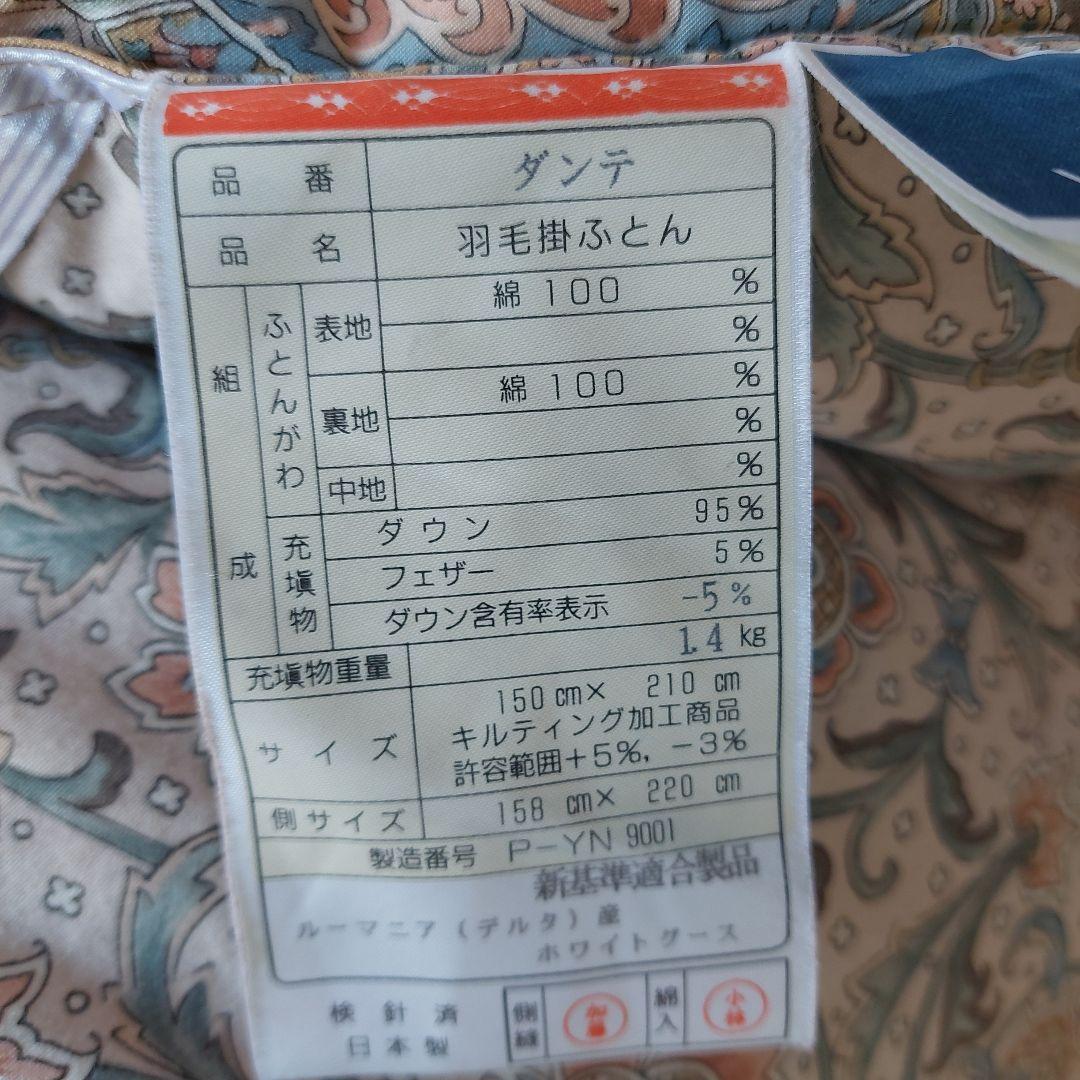 品番 ダンテ
品名 羽毛掛ふとん
組成 ふとんがわ 表地 綿 100 %
%
裏地 綿 100 %
%
中地 %
充塡物 ダウン 95%
フェザー 5%
ダウン含有率表示 -5%
充塡物重量 1.4 kg
サイズ 150 cm× 210 cm
キルティング加工商品
許容範囲+5%, -3%
側サイズ 158 cm× 220 cm
製造番号 P-YN 9001
新基準適合製品
ルーマニア(デルタ)産
ホワイトグース
検針済 側縫 加藤 綿入 小林
日本製